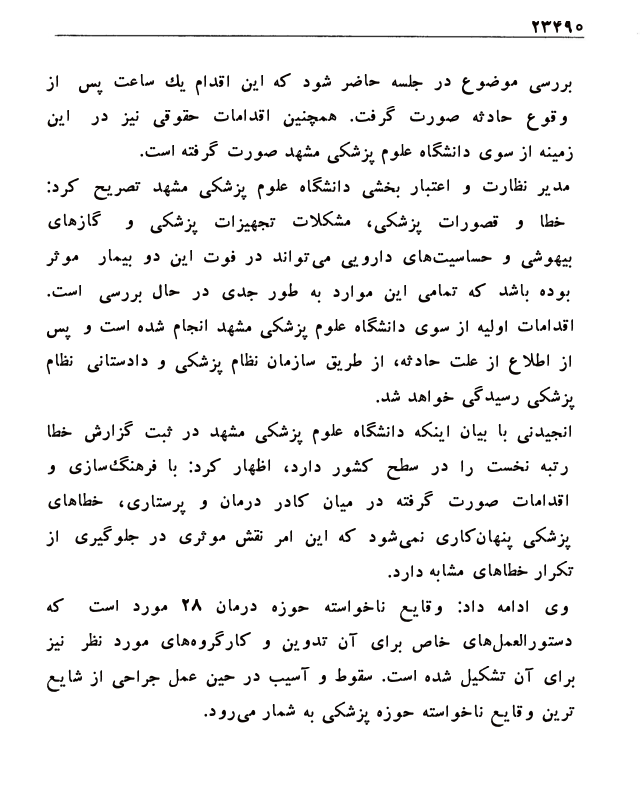 ۲۳۴۹۰
بررسی موضوع در جلسه حاضر شود که این اقدام یك ساعت پس از
وقوع حادثه صورت گرفت. همچنین اقدامات حقوقی نیز در این
زمینه از سوی دانشگاه علوم پزشکی مشهد صورت گرفته است.
مدیر نظارت و اعتبار بخشی دانشگاه علوم پزشکی مشهد تصریح کرد:
خطا و قصورات پزشکی، مشکلات تجهیزات پزشکی و گازهای
بیهوشی و حساسیت‌های دارویی می‌تواند در فوت این دو بیمار موثر
بوده باشد که تمامی این موارد به طور جدی در حال بررسی است.
اقدامات اولیه از سوی دانشگاه علوم پزشکی مشهد انجام شده است و پس
از اطلاع از علت حادثه، از طریق سازمان نظام پزشکی و دادستانی نظام
پزشکی رسیدگی خواهد شد.
انجیدنی با بیان اینکه دانشگاه علوم پزشکی مشهد در ثبت گزارش خطا
رتبه نخست را در سطح کشور دارد، اظهار کرد: با فرهنگ‌سازی و
اقدامات صورت گرفته در میان کادر درمان و پرستاری، خطاهای
پزشکی پنهان‌کاری نمی‌شود که این امر نقش موثری در جلوگیری از
تکرار خطاهای مشابه دارد.
وی ادامه داد: وقایع ناخواسته حوزه درمان ۲۸ مورد است که
دستورالعمل‌های خاص برای آن تدوین و کارگروه‌های مورد نظر نیز
برای آن تشکیل شده است. سقوط و آسیب در حین عمل جراحی از شایع
ترین وقایع ناخواسته حوزه پزشکی به شمار می‌رود.